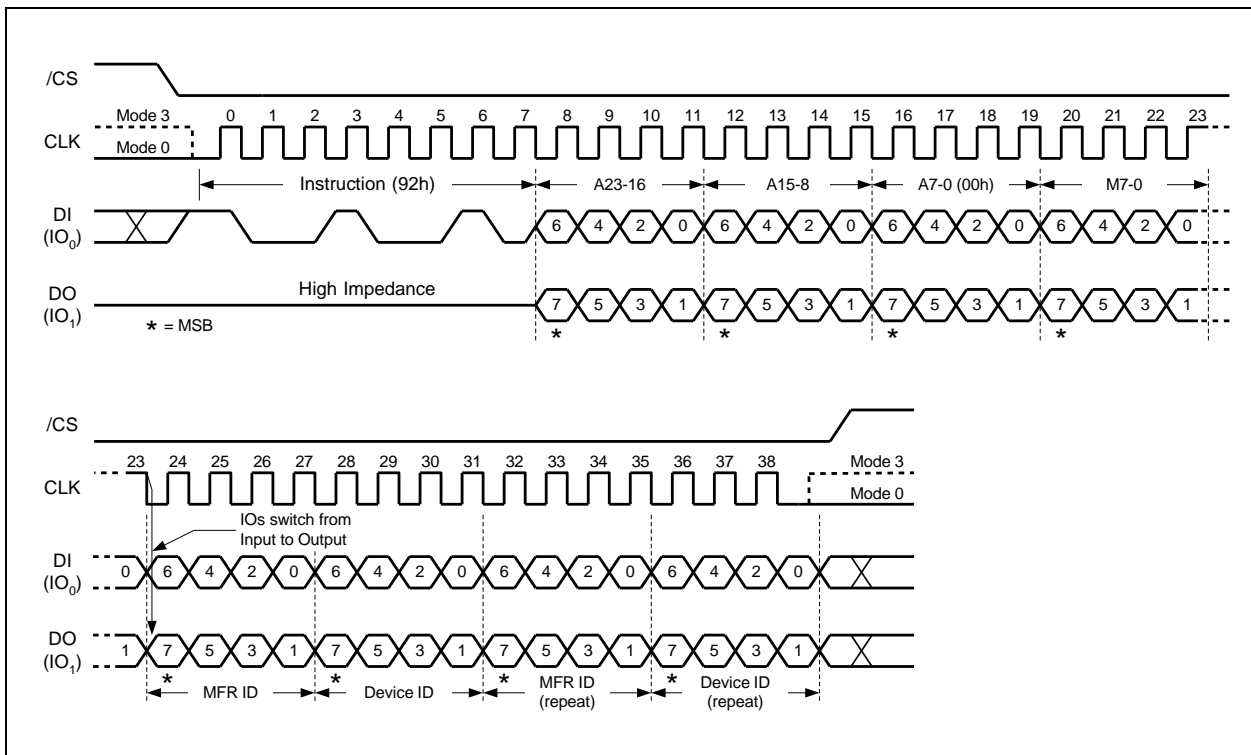 /CS
Mode 3 0 1 2 3 4 5 6 7 8 9 10 11 12 13 14 15 16 17 18 19 20 21 22 23
CLK
Mode 0
Instruction (92h) A23-16 A15-8 A7-0 (00h) M7-0
DI
(IO0)
6 4 2 0 6 4 2 0 6 4 2 0 6 4 2 0
High Impedance
DO
(IO1)
7 5 3 1 7 5 3 1 7 5 3 1 7 5 3 1
* = MSB
* * * *
/CS
23 24 25 26 27 28 29 30 31 32 33 34 35 36 37 38 Mode 3
CLK
Mode 0
IOs switch from
Input to Output
DI
(IO0)
0 6 4 2 0 6 4 2 0 6 4 2 0 6 4 2 0
DO
(IO1)
1 7 5 3 1 7 5 3 1 7 5 3 1 7 5 3 1
* * * *
MFR ID Device ID MFR ID
(repeat)
Device ID
(repeat)